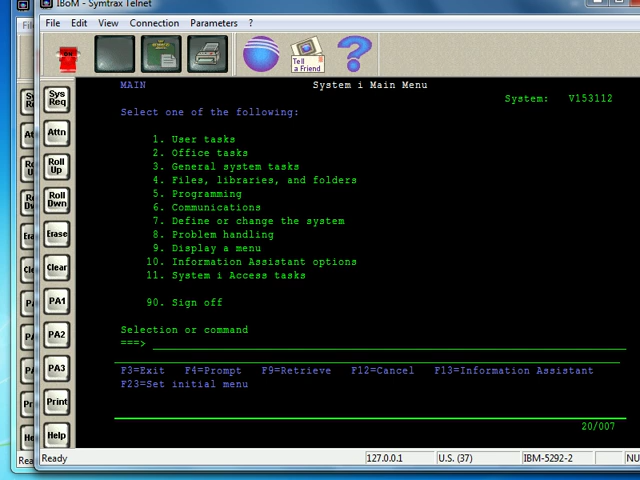 IBoM - Symtrax Telnet
File Edit View Connection Parameters ?
Tell
a Friend
Sys
Req
Attn
Roll
Up
Roll
Dwn
Erase
Clear
PA1
PA2
PA3
Print
Help
MAIN System i Main Menu
System: V153112
Select one of the following:
1. User tasks
2. Office tasks
3. General system tasks
4. Files, libraries, and folders
5. Programming
6. Communications
7. Define or change the system
8. Problem handling
9. Display a menu
10. Information Assistant options
11. System i Access tasks
90. Sign off
Selection or command
===>
F3=Exit F4=Prompt F9=Retrieve F12=Cancel F13=Information Assistant
F23=Set initial menu
20/007
Ready 127.0.0.1 U.S. (37) IBM-5292-2 NU